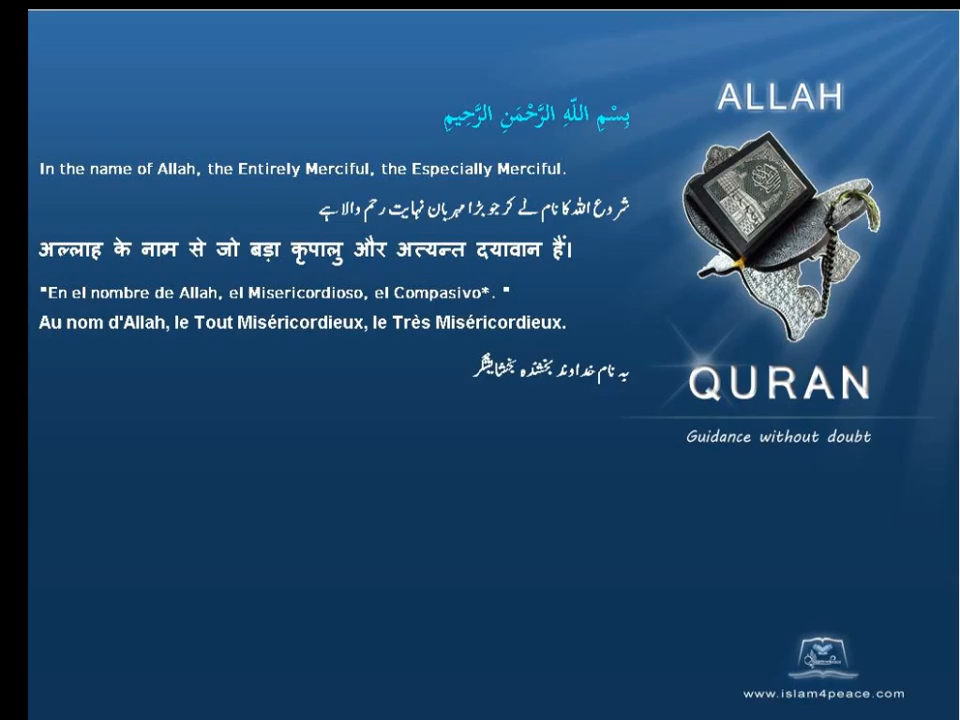 بِسْمِ اللّهِ الرَّحْمَنِ الرَّحِيمِ
In the name of Allah, the Entirely Merciful, the Especially Merciful.
شروع اللہ کا نام لے کر جو بڑا مہربان نہایت رحم والا ہے
अल्लाह के नाम से जो बड़ा कृपालु और अत्यन्त दयावान हैं।
"En el nombre de Allah, el Misericordioso, el Compasivo*. "
Au nom d'Allah, le Tout Miséricordieux, le Très Miséricordieux.
به نام خداوند بخشنده بخشایشگر
ALLAH
QURAN
Guidance without doubt
www.islam4peace.com